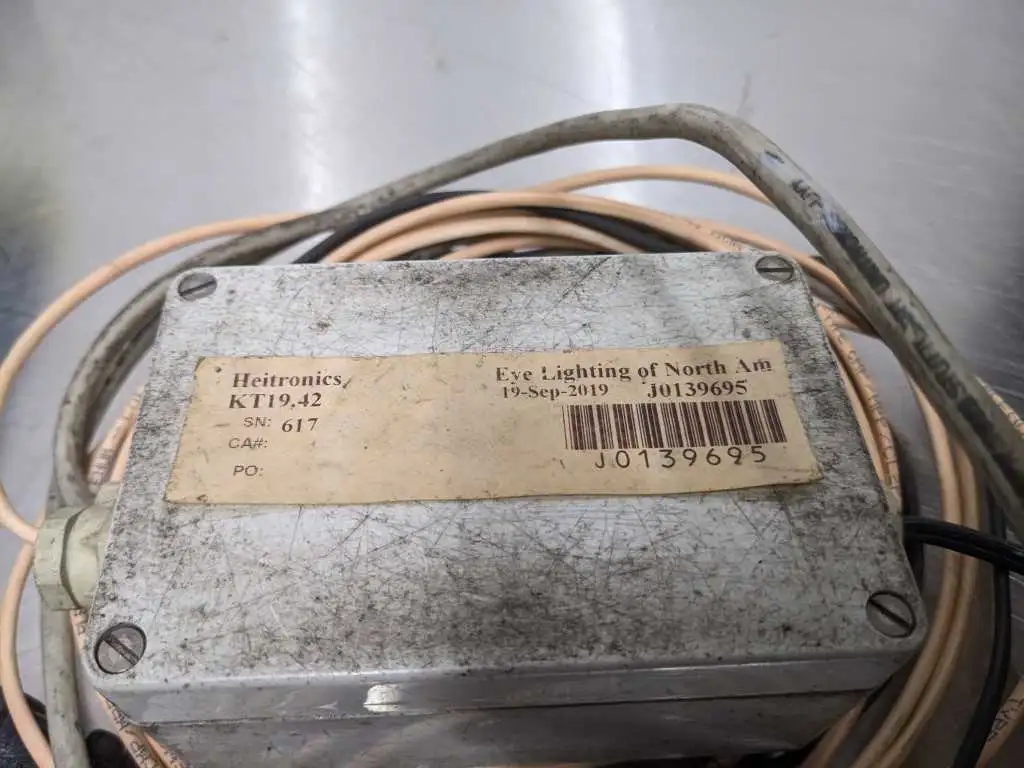 Heitronics,
KT19.42
SN: 617
CA#:
PO:
Eye Lighting of North Am
19-Sep-2019 J0139695
J0139695